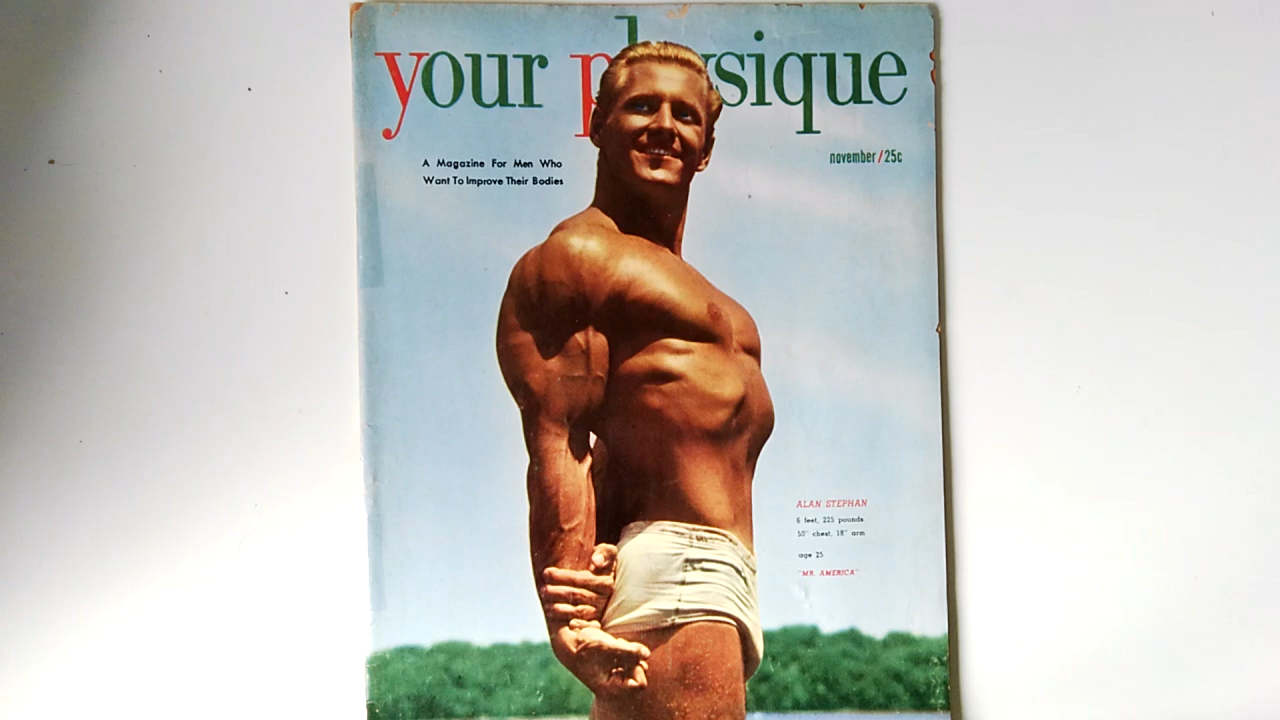 your physique
november/25c
A Magazine For Men Who
Want To Improve Their Bodies
ALAN STEPHAN
6 feet, 225 pounds
50" chest, 18" arm
age 25
"MR. AMERICA"